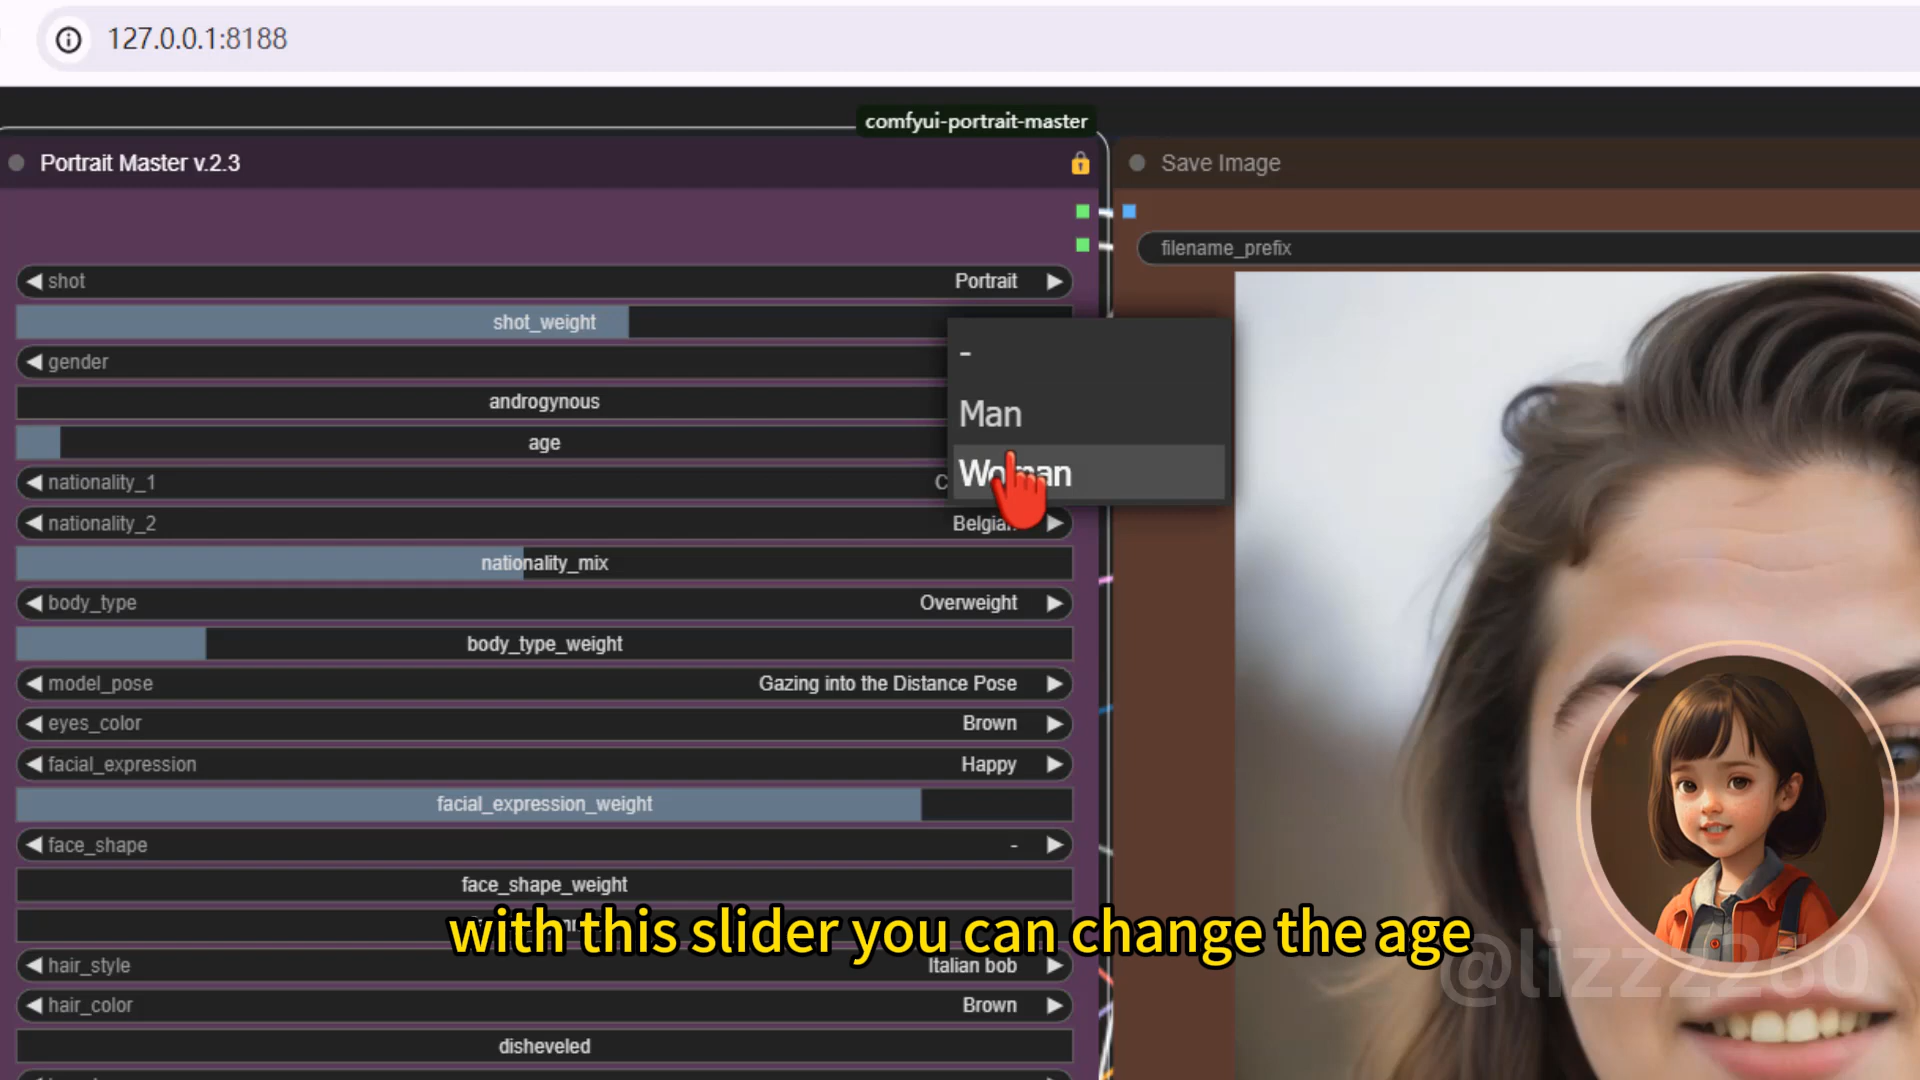 127.0.0.1:8188
comfyui-portrait-master
Portrait Master v.2.3
Save Image
filename_prefix
shot Portrait
shot_weight
gender
-
androgynous
Man
age
Woman
nationality_1 C
nationality_2 Belgian
nationality_mix
body_type Overweight
body_type_weight
model_pose Gazing into the Distance Pose
eyes_color Brown
facial_expression Happy
facial_expression_weight
face_shape -
face_shape_weight
with this slider you can change the age
@lizzz260
hair_style Italian bob
hair_color Brown
disheveled